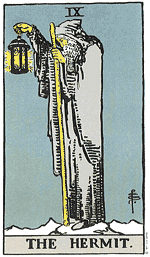 IX
THE HERMIT.